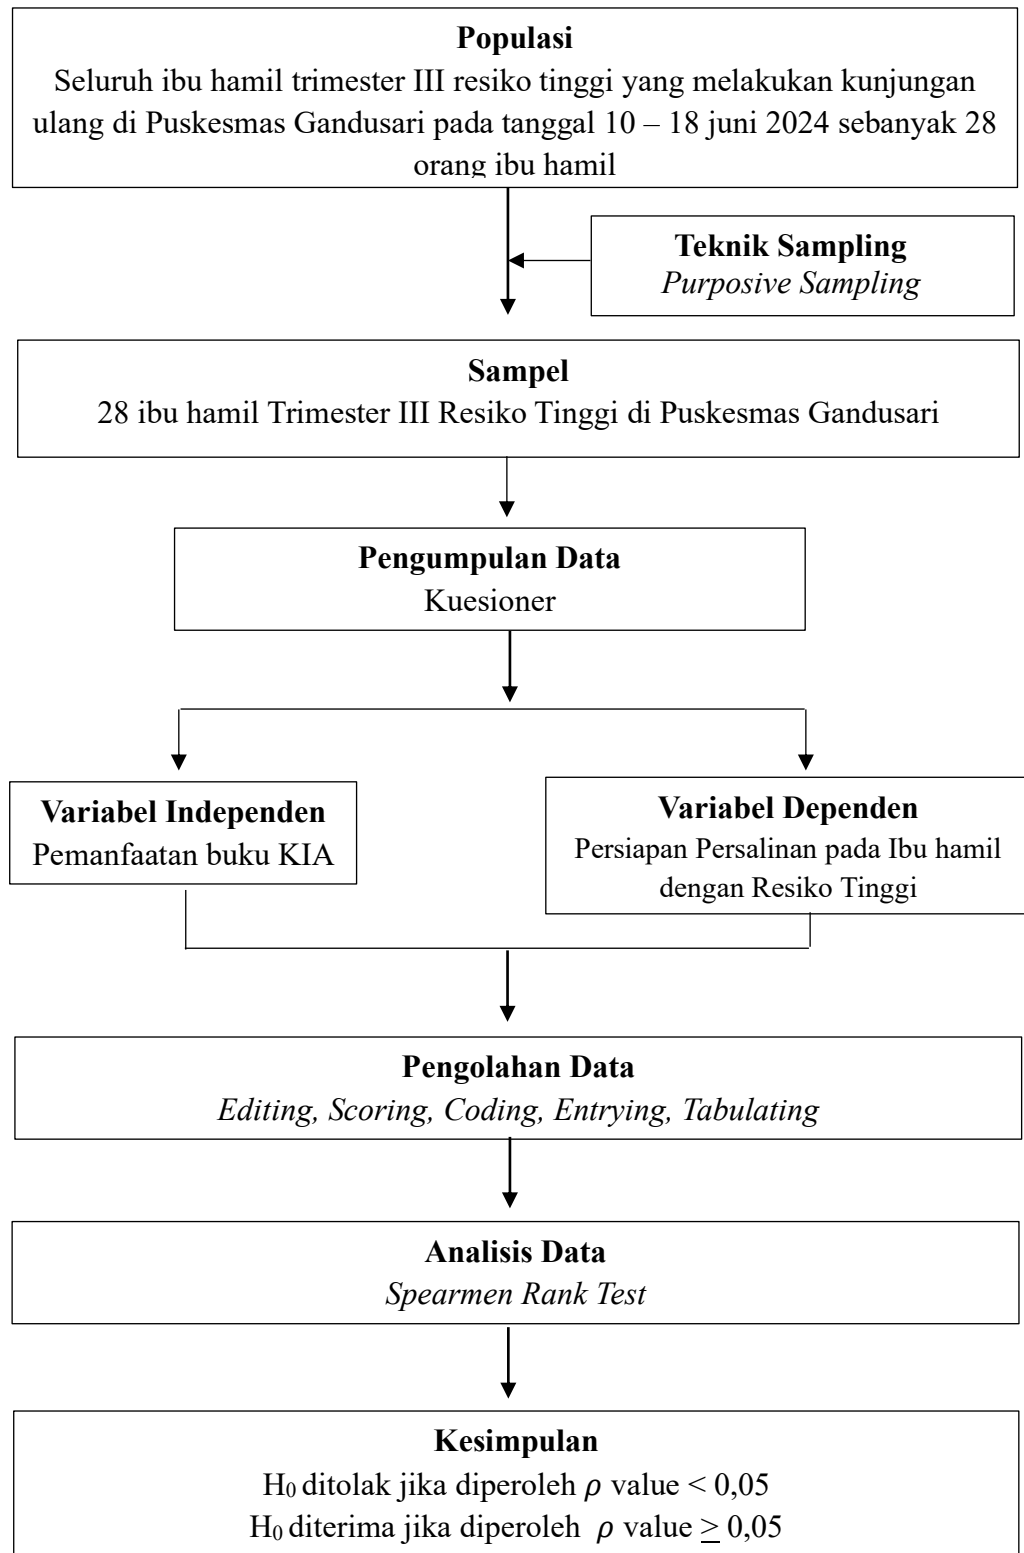 Populasi
Seluruh ibu hamil trimester III resiko tinggi yang melakukan kunjungan
ulang di Puskesmas Gandusari pada tanggal 10 – 18 juni 2024 sebanyak 28
orang ibu hamil
Teknik Sampling
Purposive Sampling
Sampel
28 ibu hamil Trimester III Resiko Tinggi di Puskesmas Gandusari
Pengumpulan Data
Kuesioner
Variabel Independen
Pemanfaatan buku KIA
Variabel Dependen
Persiapan Persalinan pada Ibu hamil
dengan Resiko Tinggi
Pengolahan Data
Editing, Scoring, Coding, Entrying, Tabulating
Analisis Data
Spearmen Rank Test
Kesimpulan
H₀ ditolak jika diperoleh ρ value < 0,05
H₀ diterima jika diperoleh ρ value ≥ 0,05